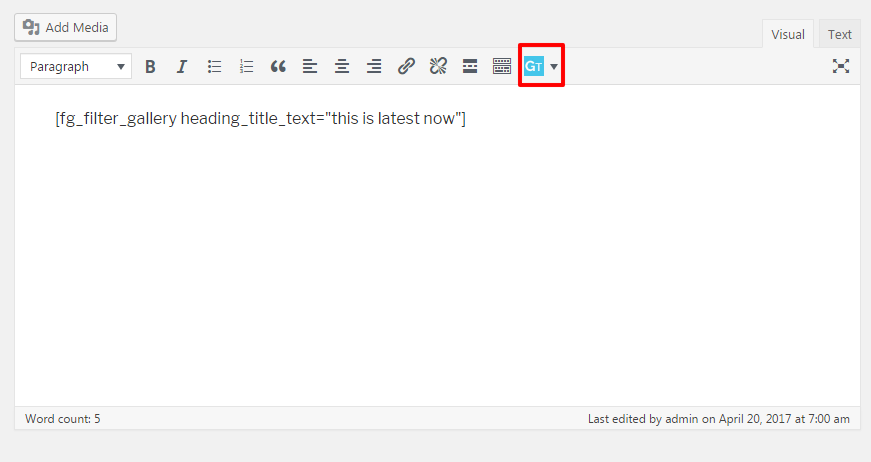 Add Media
Visual Text
Paragraph B I GT
[fg_filter_gallery heading_title_text="this is latest now"]
Word count: 5 Last edited by admin on April 20, 2017 at 7:00 am